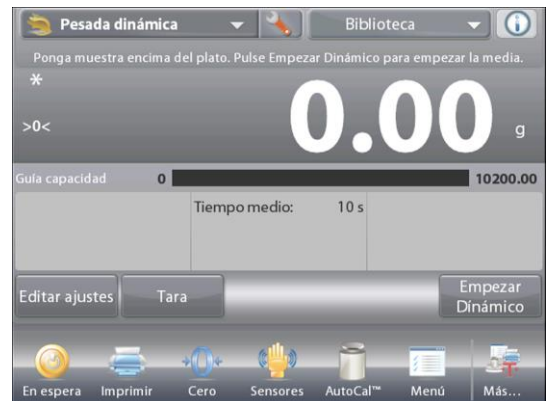 Pesada dinámica
Biblioteca
Ponga muestra encima del plato. Pulse Empezar Dinámico para empezar la media.
*
>0<
0.00 g
Guía capacidad 0 10200.00
Tiempo medio: 10 s
Editar ajustes
Tara
Empezar
Dinámico
En espera Imprimir Cero Sensores AutoCal™ Menú Más...